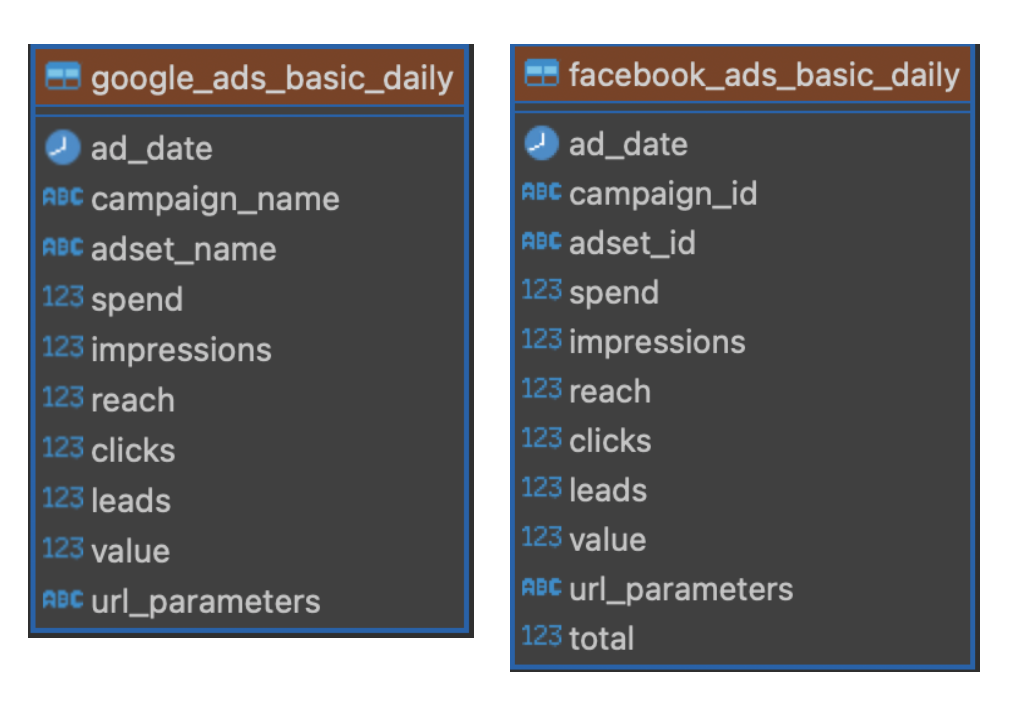 google_ads_basic_daily
ad_date
ABC campaign_name
ABC adset_name
123 spend
123 impressions
123 reach
123 clicks
123 leads
123 value
ABC url_parameters
facebook_ads_basic_daily
ad_date
ABC campaign_id
ABC adset_id
123 spend
123 impressions
123 reach
123 clicks
123 leads
123 value
ABC url_parameters
123 total